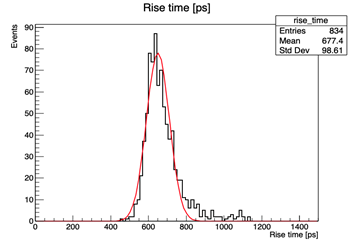 Rise time [ps]
rise_time
Entries 834
Mean 677.4
Std Dev 98.61
Events
90
80
70
60
50
40
30
20
10
0
0 200 400 600 800 1000 1200 1400
Rise time [ps]